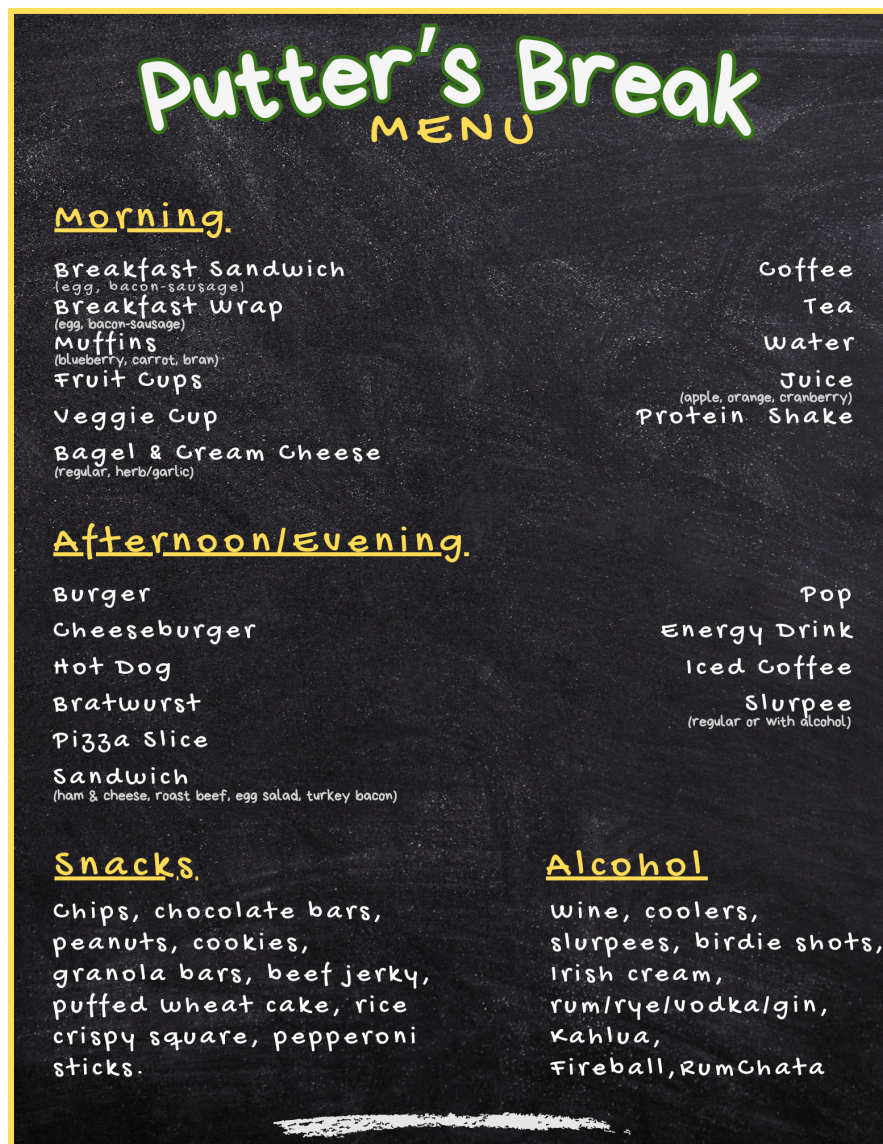 Putter's Break
MENU
Morning
Breakfast Sandwich
(egg, bacon-sausage)
Breakfast Wrap
(egg, bacon-sausage)
Muffins
(blueberry, carrot, bran)
Fruit Cups
Veggie Cup
Bagel & Cream Cheese
(regular, herb/garlic)
Coffee
Tea
Water
Juice
(apple, orange, cranberry)
Protein Shake
Afternoon/Evening
Burger
Cheeseburger
Hot Dog
Bratwurst
Pizza Slice
Sandwich
(ham & cheese, roast beef, egg salad, turkey bacon)
Pop
Energy Drink
Iced Coffee
Slurpee
(regular or with alcohol)
Snacks
Chips, chocolate bars,
peanuts, cookies,
granola bars, beef jerky,
puffed wheat cake, rice
crispy square, pepperoni
sticks.
Alcohol
Wine, coolers,
slurpees, birdie shots,
Irish cream,
rum/rye/vodka/gin,
Kahlua,
Fireball,RumChata